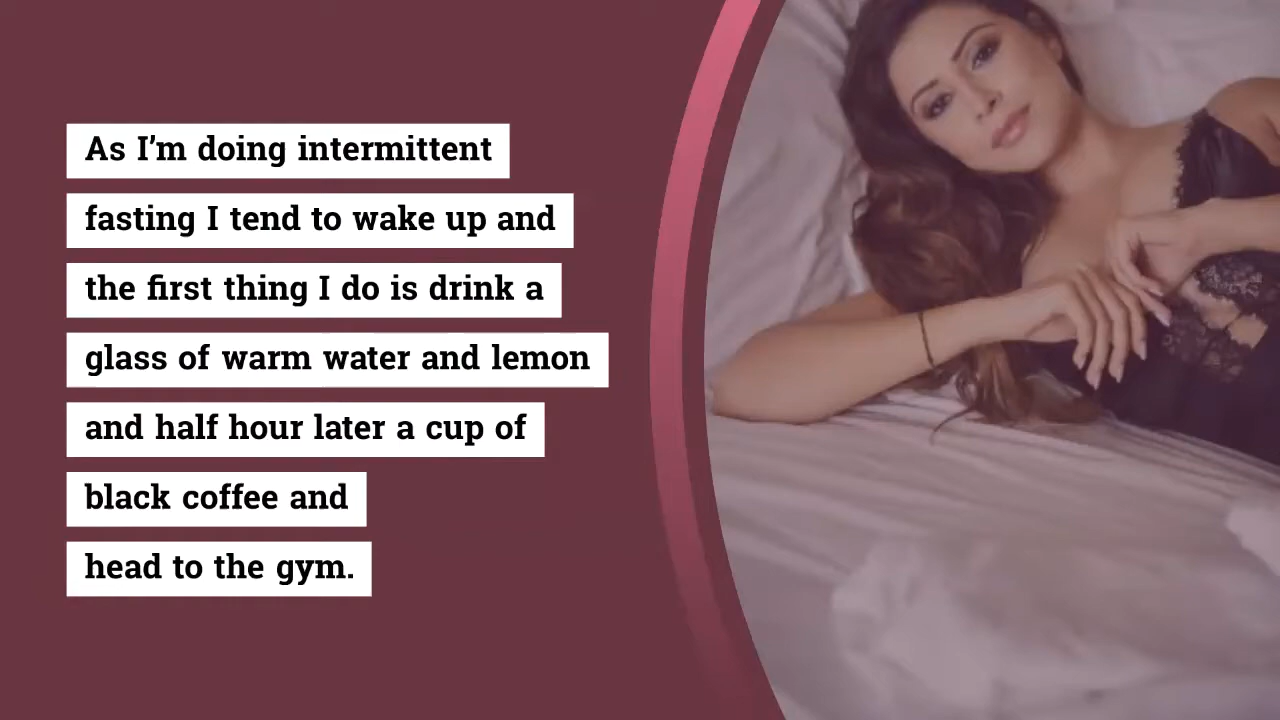 As I’m doing intermittent
fasting I tend to wake up and
the first thing I do is drink a
glass of warm water and lemon
and half hour later a cup of
black coffee and
head to the gym.